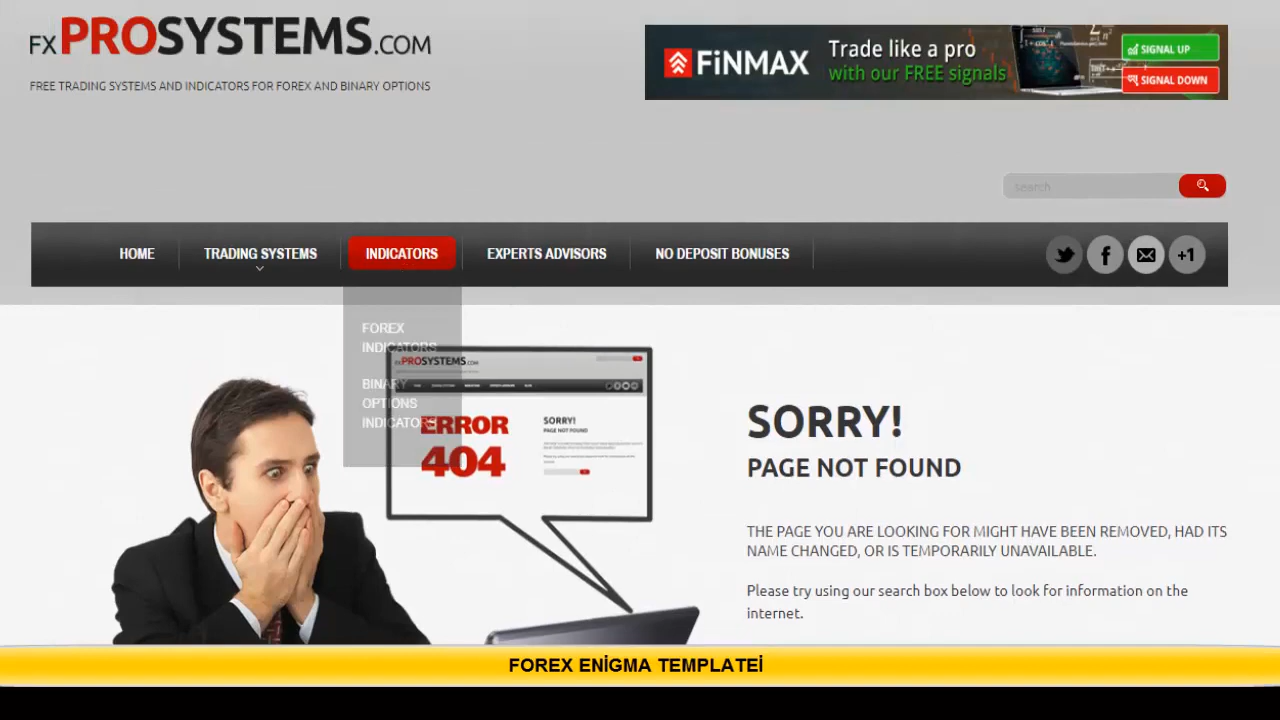 FXPROSYSTEMS.COM
FREE TRADING SYSTEMS AND INDICATORS FOR FOREX AND BINARY OPTIONS
FiNMAX
Trade like a pro
with our FREE signals
SIGNAL UP
SIGNAL DOWN
search
HOME
TRADING SYSTEMS
INDICATORS
EXPERTS ADVISORS
NO DEPOSIT BONUSES
+1
FOREX
INDICATORS
BINARY
OPTIONS
INDICATORS
FXPROSYSTEMS.COM
ERROR
404
SORRY!
PAGE NOT FOUND
SORRY!
PAGE NOT FOUND
THE PAGE YOU ARE LOOKING FOR MIGHT HAVE BEEN REMOVED, HAD ITS
NAME CHANGED, OR IS TEMPORARILY UNAVAILABLE.
Please try using our search box below to look for information on the
internet.
FOREX ENİGMA TEMPLATEİ